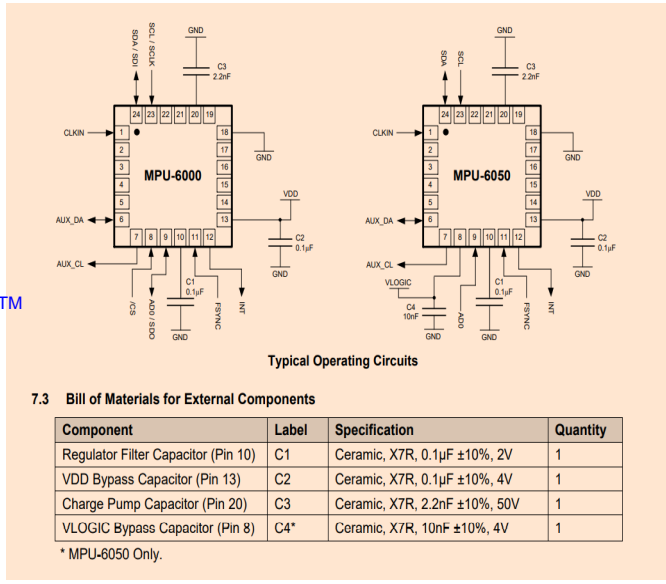 SDA / SDI
SCL / SCLK
GND
C3
2.2nF
24 23 22 21 20 19
CLKIN
1
2
3
4
5
6
18
17
16
15
14
13
MPU-6000
GND
VDD
AUX_DA
7 8 9 10 11 12
C2
0.1µF
GND
AUX_CL
C1
0.1µF
/CS
AD0 / SDO
GND
FSYNC
INT
SDA
SCL
GND
C3
2.2nF
24 23 22 21 20 19
CLKIN
1
2
3
4
5
6
18
17
16
15
14
13
MPU-6050
GND
VDD
AUX_DA
7 8 9 10 11 12
C2
0.1µF
GND
AUX_CL
VLOGIC
C4
10nF
GND
AD0
C1
0.1µF
GND
FSYNC
INT
TM
Typical Operating Circuits
7.3 Bill of Materials for External Components
Component Label Specification Quantity
Regulator Filter Capacitor (Pin 10) C1 Ceramic, X7R, 0.1µF ±10%, 2V 1
VDD Bypass Capacitor (Pin 13) C2 Ceramic, X7R, 0.1µF ±10%, 4V 1
Charge Pump Capacitor (Pin 20) C3 Ceramic, X7R, 2.2nF ±10%, 50V 1
VLOGIC Bypass Capacitor (Pin 8) C4* Ceramic, X7R, 10nF ±10%, 4V 1
* MPU-6050 Only.